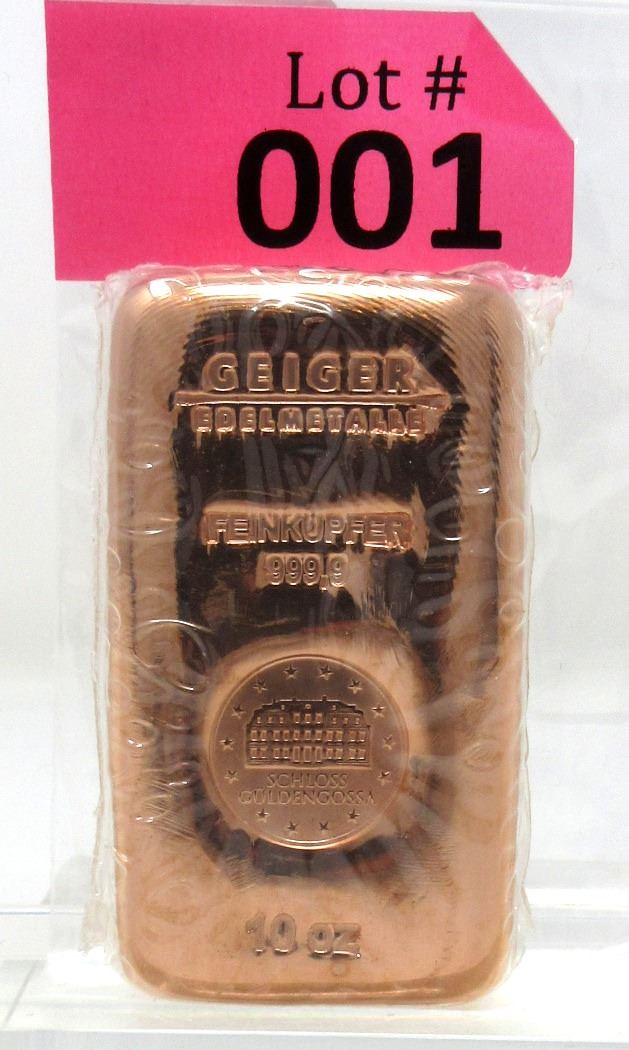 Lot #
001
GEIGER
EDELMETALLE
FEINKUPFER
999,9
SCHLOSS
GÜLDENGOSSA
10 oz